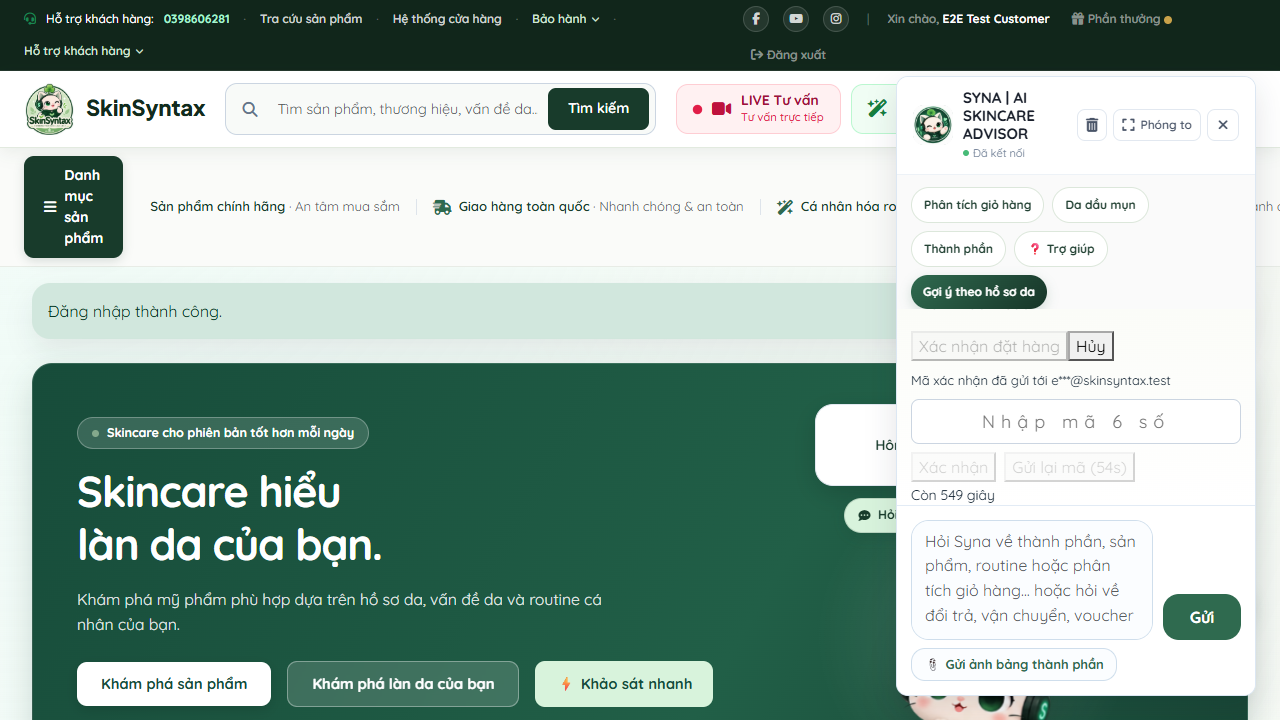 Hỗ trợ khách hàng: 0398606281 · Tra cứu sản phẩm · Hệ thống cửa hàng · Bảo hành ·
Hỗ trợ khách hàng
Xin chào, E2E Test Customer
Phần thưởng
Đăng xuất
SkinSyntax
SkinSyntax
Tìm sản phẩm, thương hiệu, vấn đề da..
Tìm kiếm
LIVE Tư vấn
Tư vấn trực tiếp
Danh
mục
sản
phẩm
Sản phẩm chính hãng · An tâm mua sắm
Giao hàng toàn quốc · Nhanh chóng & an toàn
Cá nhân hóa
Đăng nhập thành công.
Skincare cho phiên bản tốt hơn mỗi ngày
Skincare hiểu
làn da của bạn.
Khám phá mỹ phẩm phù hợp dựa trên hồ sơ da, vấn đề da và routine cá
nhân của bạn.
Khám phá sản phẩm
Khám phá làn da của bạn
Khảo sát nhanh
SYNA | AI
SKINCARE
ADVISOR
Đã kết nối
Phóng to
Phân tích giỏ hàng
Da dầu mụn
Thành phần
Trợ giúp
Gợi ý theo hồ sơ da
Xác nhận đặt hàng
Hủy
Mã xác nhận đã gửi tới e***@skinsyntax.test
Nhập mã 6 số
Xác nhận
Gửi lại mã (54s)
Còn 549 giây
Hỏi Syna về thành phần, sản
phẩm, routine hoặc phân
tích giỏ hàng... hoặc hỏi về
đổi trả, vận chuyển, voucher
Gửi
Gửi ảnh bảng thành phần